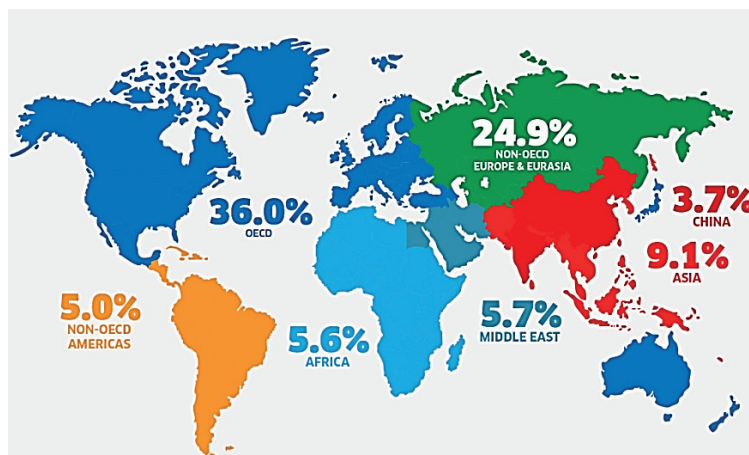 24.9%
NON-OECD
EUROPE & EURASIA
36.0%
OECD
3.7%
CHINA
9.1%
ASIA
5.0%
NON-OECD
AMERICAS
5.6%
AFRICA
5.7%
MIDDLE EAST